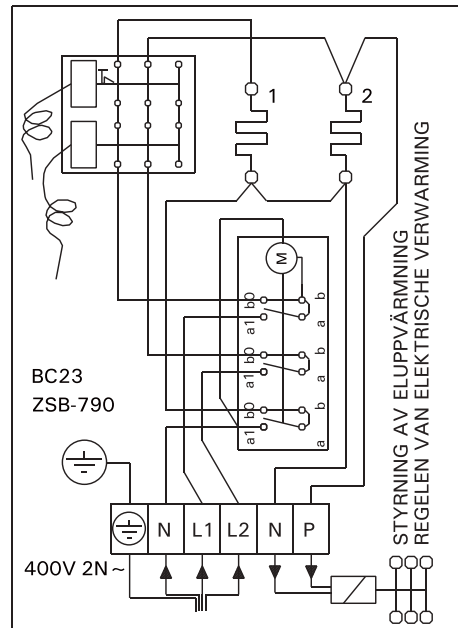 1
2
7
M
b0
b
a1
a
b0
b
a1
a
b0
b
a1
a
BC23
ZSB-790
STYRNING AV ELUPPVÄRMNING
REGELEN VAN ELEKTRISCHE VERWARMING
N L1 L2 N P
400V 2N~